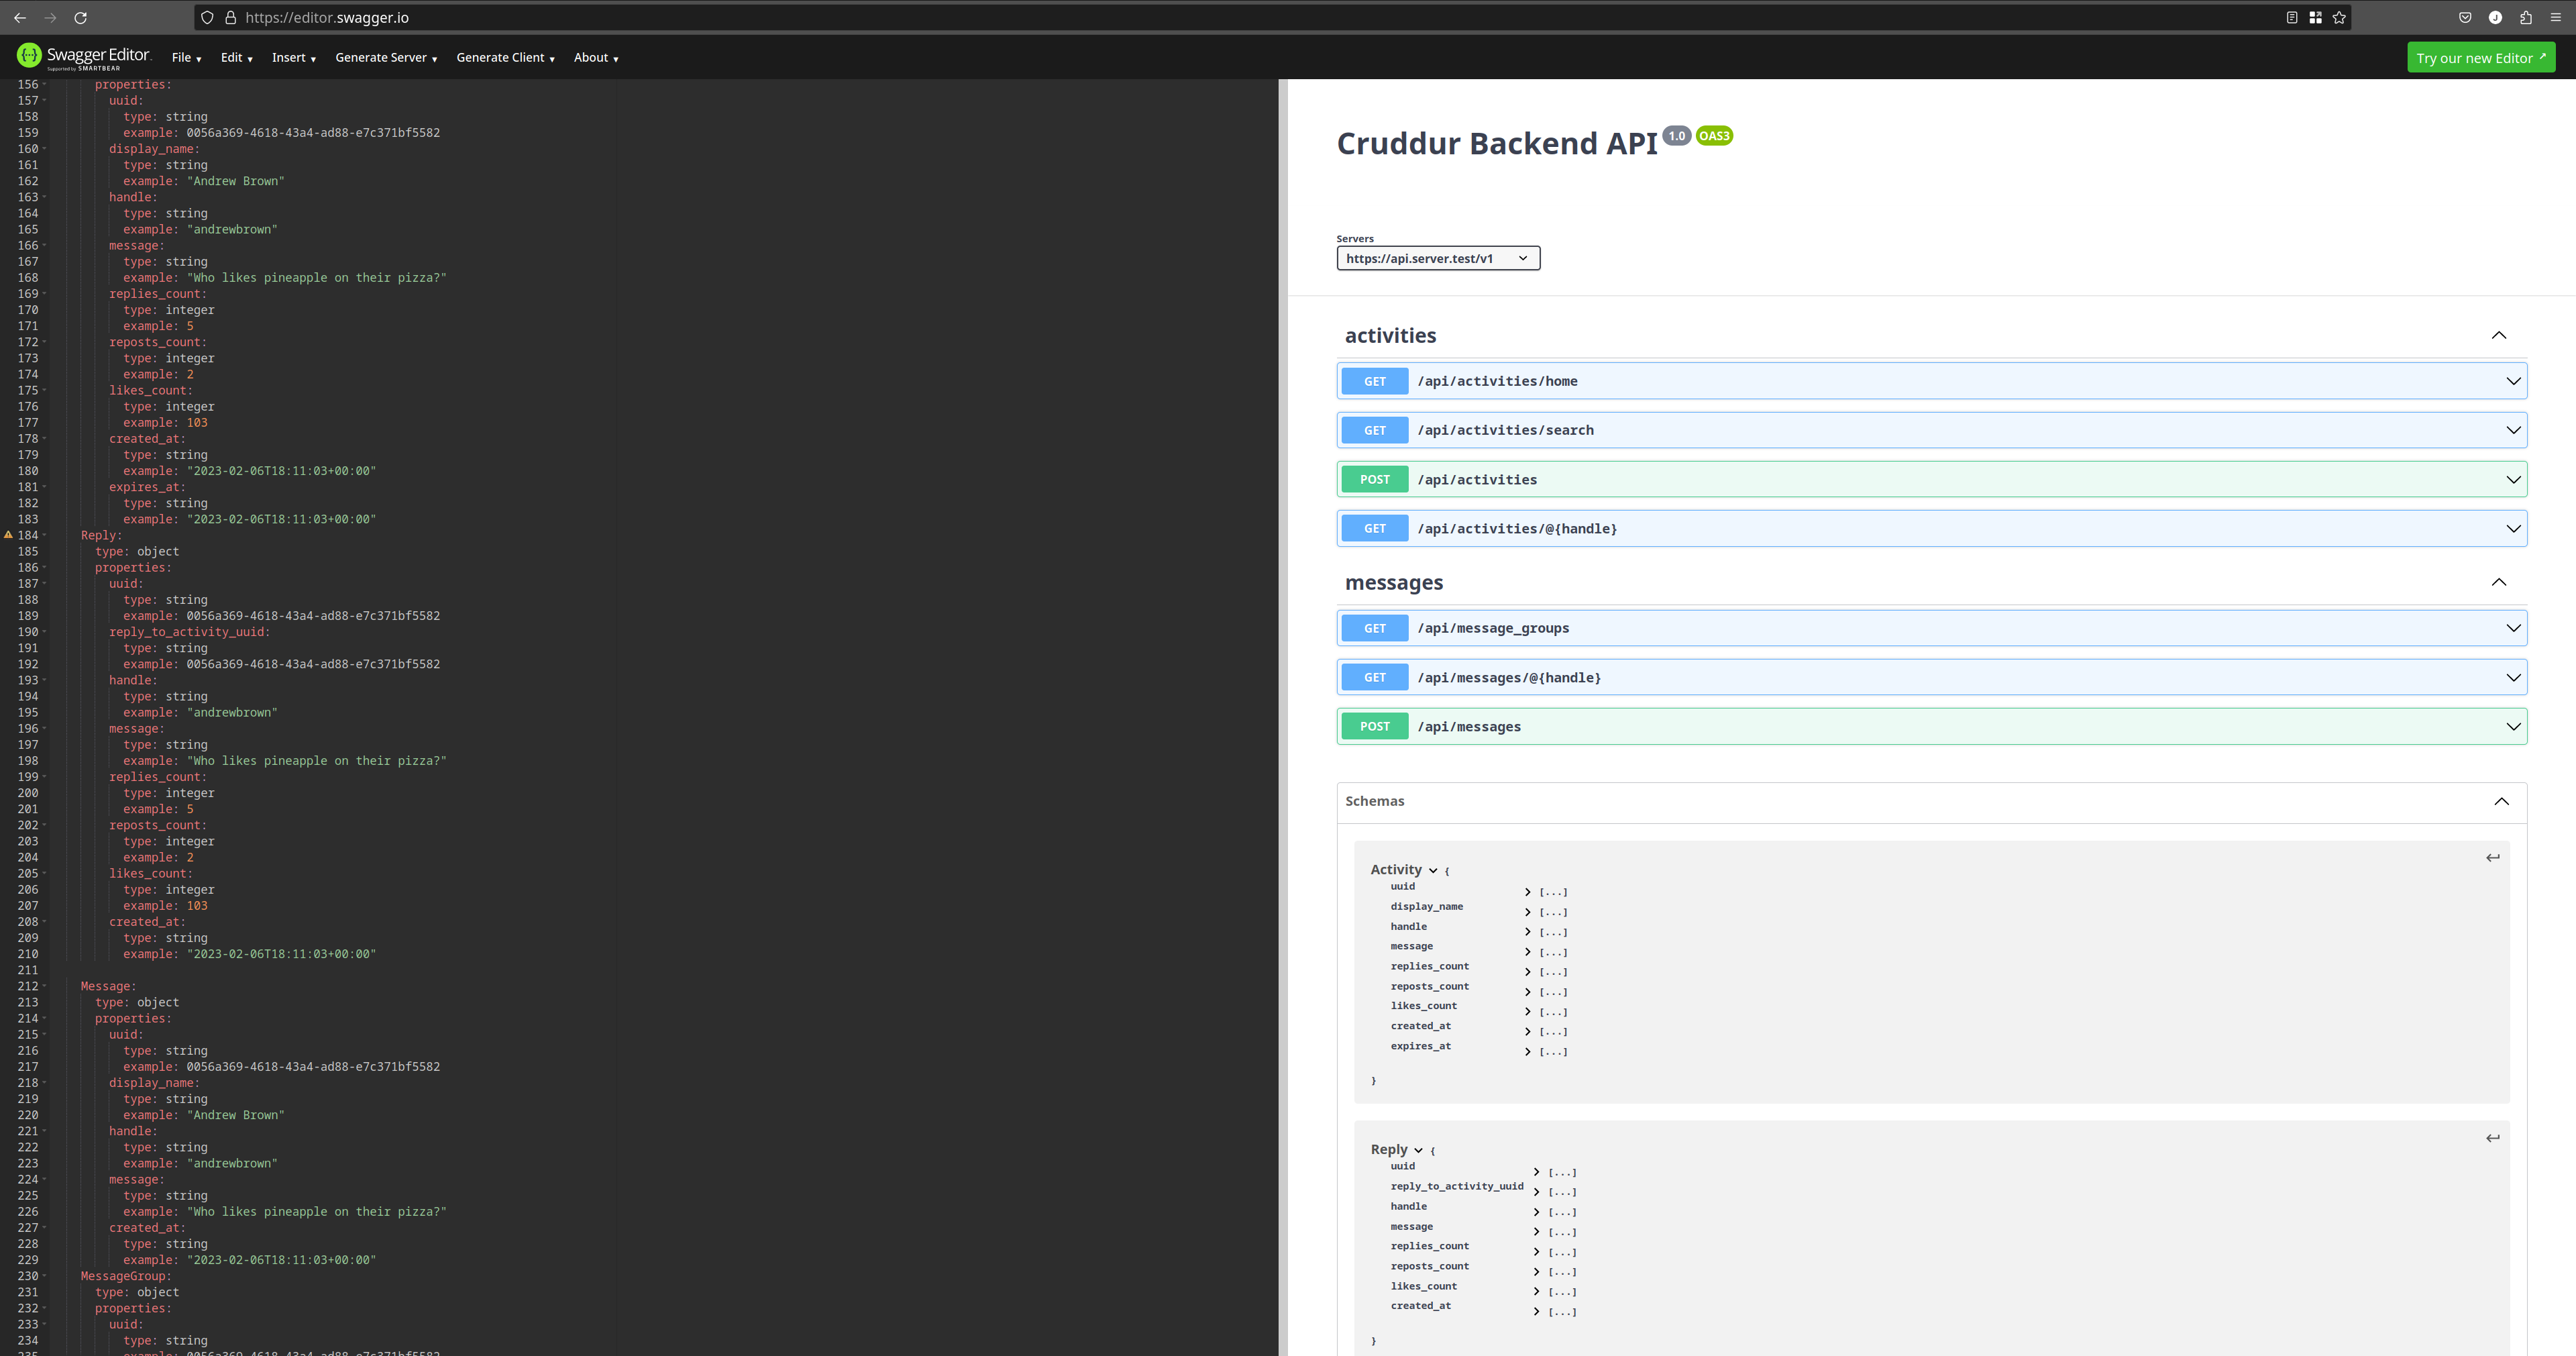 https://editor.swagger.io
Swagger Editor
Supported by SMARTBEAR
File Edit Insert Generate Server Generate Client About
Try our new Editor
156 properties:
157 uuid:
158 type: string
159 example: 0056a369-4618-43a4-ad88-e7c371bf5582
160 display_name:
161 type: string
162 example: "Andrew Brown"
163 handle:
164 type: string
165 example: "andrewbrown"
166 message:
167 type: string
168 example: "Who likes pineapple on their pizza?"
169 replies_count:
170 type: integer
171 example: 5
172 reposts_count:
173 type: integer
174 example: 2
175 likes_count:
176 type: integer
177 example: 103
178 created_at:
179 type: string
180 example: "2023-02-06T18:11:03+00:00"
181 expires_at:
182 type: string
183 example: "2023-02-06T18:11:03+00:00"
184 Reply:
185 type: object
186 properties:
187 uuid:
188 type: string
189 example: 0056a369-4618-43a4-ad88-e7c371bf5582
190 reply_to_activity_uuid:
191 type: string
192 example: 0056a369-4618-43a4-ad88-e7c371bf5582
193 handle:
194 type: string
195 example: "andrewbrown"
196 message:
197 type: string
198 example: "Who likes pineapple on their pizza?"
199 replies_count:
200 type: integer
201 example: 5
202 reposts_count:
203 type: integer
204 example: 2
205 likes_count:
206 type: integer
207 example: 103
208 created_at:
209 type: string
210 example: "2023-02-06T18:11:03+00:00"
211
212 Message:
213 type: object
214 properties:
215 uuid:
216 type: string
217 example: 0056a369-4618-43a4-ad88-e7c371bf5582
218 display_name:
219 type: string
220 example: "Andrew Brown"
221 handle:
222 type: string
223 example: "andrewbrown"
224 message:
225 type: string
226 example: "Who likes pineapple on their pizza?"
227 created_at:
228 type: string
229 example: "2023-02-06T18:11:03+00:00"
230 MessageGroup:
231 type: object
232 properties:
233 uuid:
234 type: string
235 example: 0056a369-4618-43a4-ad88-e7c371bf5582
Cruddur Backend API 1.0 OAS3
Servers
https://api.server.test/v1
activities
GET /api/activities/home
GET /api/activities/search
POST /api/activities
GET /api/activities/@{handle}
messages
GET /api/message_groups
GET /api/messages/@{handle}
POST /api/messages
Schemas
Activity {
uuid [...]
display_name [...]
handle [...]
message [...]
replies_count [...]
reposts_count [...]
likes_count [...]
created_at [...]
expires_at [...]
}
Reply {
uuid [...]
reply_to_activity_uuid [...]
handle [...]
message [...]
replies_count [...]
reposts_count [...]
likes_count [...]
created_at [...]
}